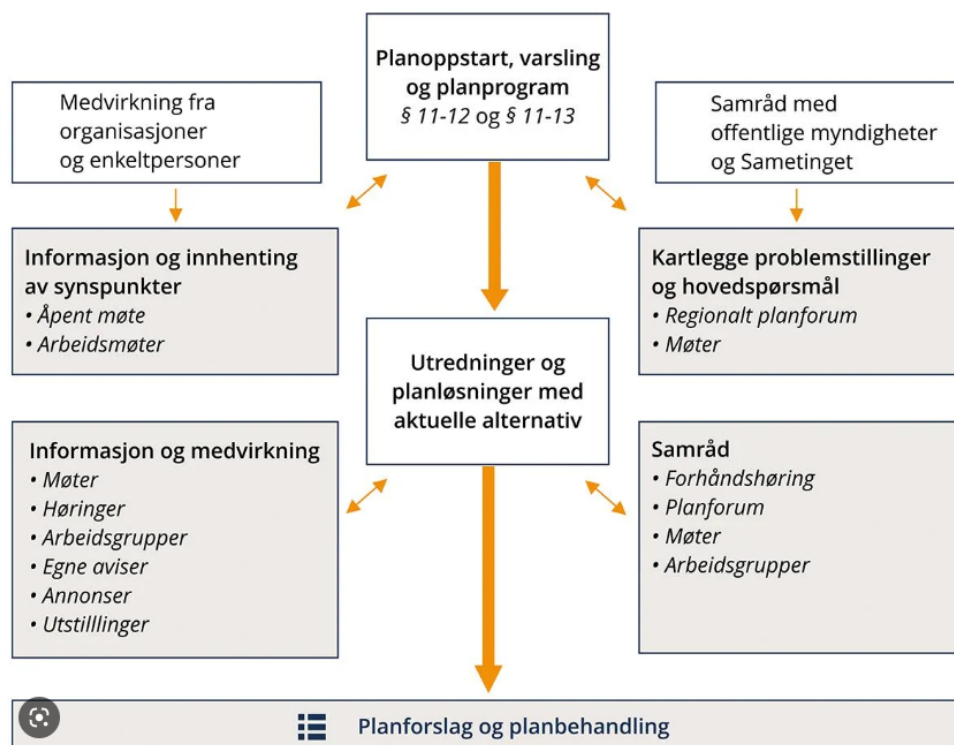 Planoppstart, varsling
og planprogram
§ 11-12 og § 11-13
Medvirkning fra
organisasjoner
og enkeltpersoner
Samråd med
offentlige myndigheter
og Sametinget
Informasjon og innhenting
av synspunkter
• Åpent møte
• Arbeidsmøter
Kartlegge problemstillinger
og hovedspørsmål
• Regionalt planforum
• Møter
Utredninger og
planløsninger med
aktuelle alternativ
Informasjon og medvirkning
• Møter
• Høringer
• Arbeidsgrupper
• Egne aviser
• Annonser
• Utstilllinger
Samråd
• Forhåndshøring
• Planforum
• Møter
• Arbeidsgrupper
Planforslag og planbehandling